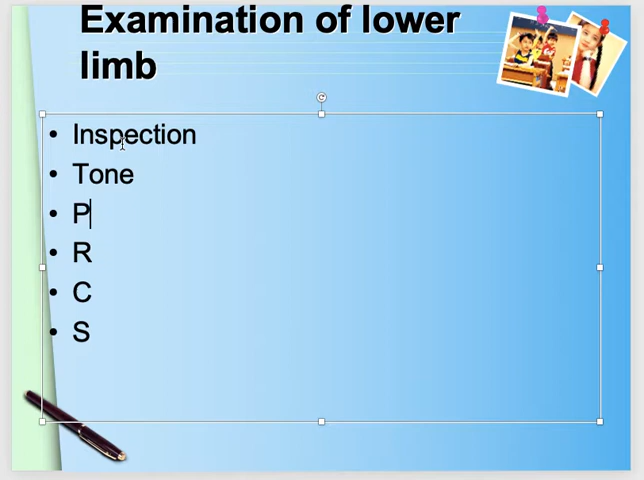 Examination of lower
limb
• Inspection
• Tone
• P
• R
• C
• S